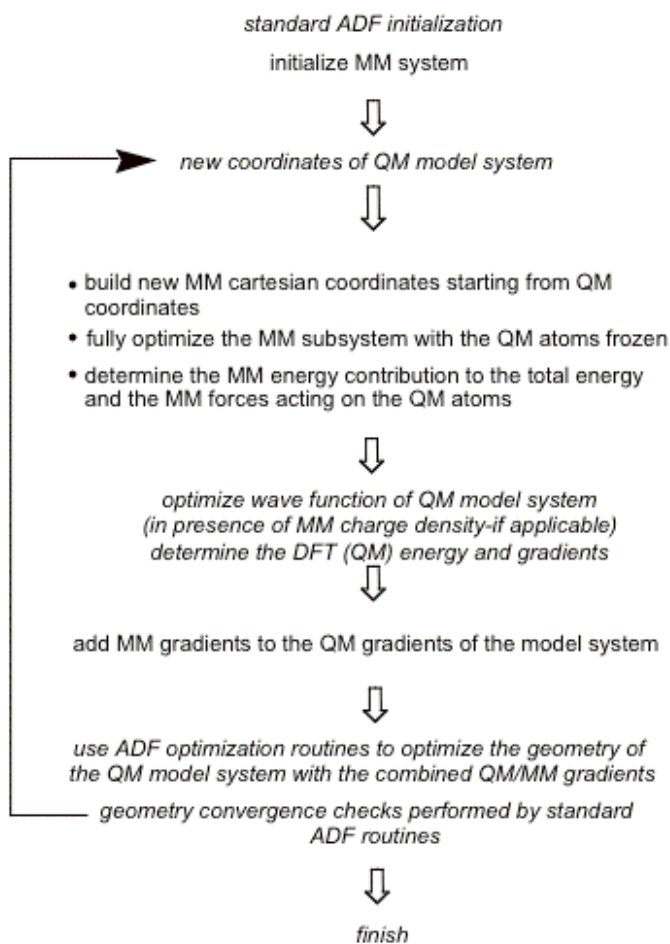 standard ADF initialization
initialize MM system
new coordinates of QM model system
• build new MM cartesian coordinates starting from QM
coordinates
• fully optimize the MM subsystem with the QM atoms frozen
• determine the MM energy contribution to the total energy
and the MM forces acting on the QM atoms
optimize wave function of QM model system
(in presence of MM charge density-if applicable)
determine the DFT (QM) energy and gradients
add MM gradients to the QM gradients of the model system
use ADF optimization routines to optimize the geometry of
the QM model system with the combined QM/MM gradients
geometry convergence checks performed by standard
ADF routines
finish